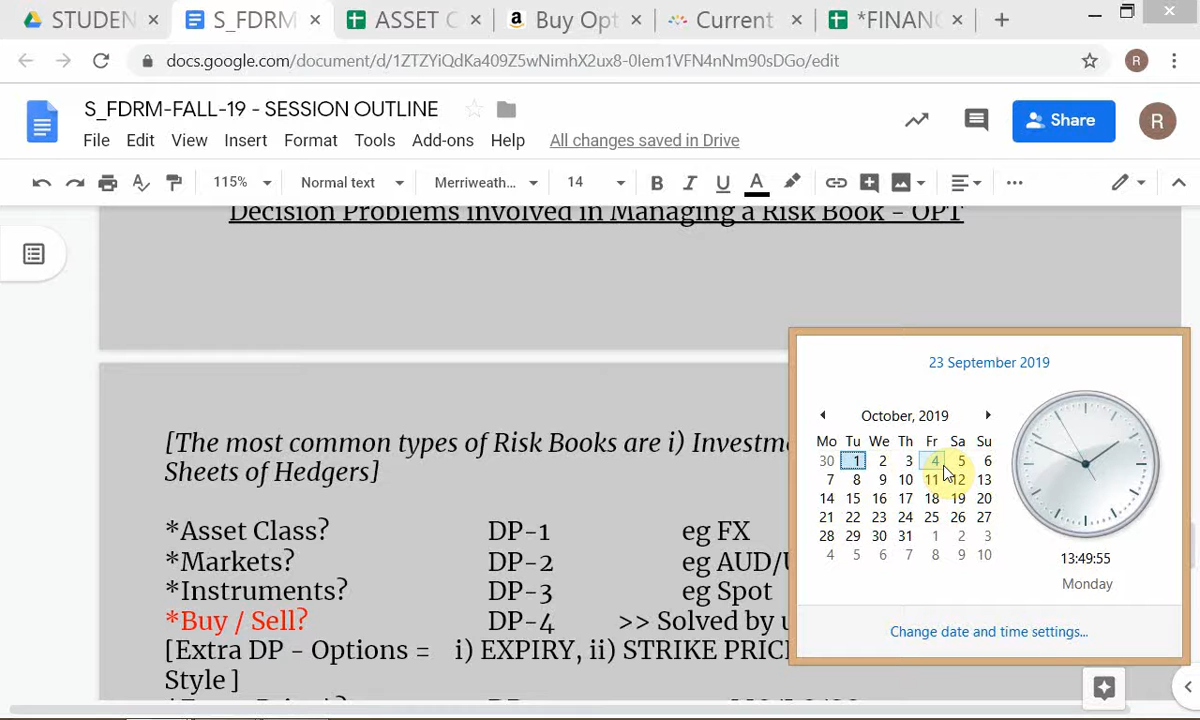 STUDEN
S_FDRM
ASSET C
Buy Opt
Current
*FINANC
docs.google.com/document/d/1ZTZYiQdKa409Z5wNimhX2ux8-0lem1VFN4nNm90sDGo/edit
R
S_FDRM-FALL-19 - SESSION OUTLINE
Share
R
File Edit View Insert Format Tools Add-ons Help All changes saved in Drive
115% Normal text Merriweath... 14 B I U A
Decision Problems involved in Managing a Risk Book - OPT
[The most common types of Risk Books are i)
Sheets of Hedgers]
*Asset Class? DP-1 eg FX
*Markets? DP-2 eg AUD/
*Instruments? DP-3 eg Spot
*Buy / Sell? DP-4 >> Solved by
[Extra DP - Options = i) EXPIRY, ii) STRIKE
Style]
23 September 2019
October, 2019
Mo Tu We Th Fr Sa Su
30 1 2 3 4 5 6
7 8 9 10 11 12 13
14 15 16 17 18 19 20
21 22 23 24 25 26 27
28 29 30 31 1 2 3
4 5 6 7 8 9 10
13:49:55
Monday
Change date and time settings...